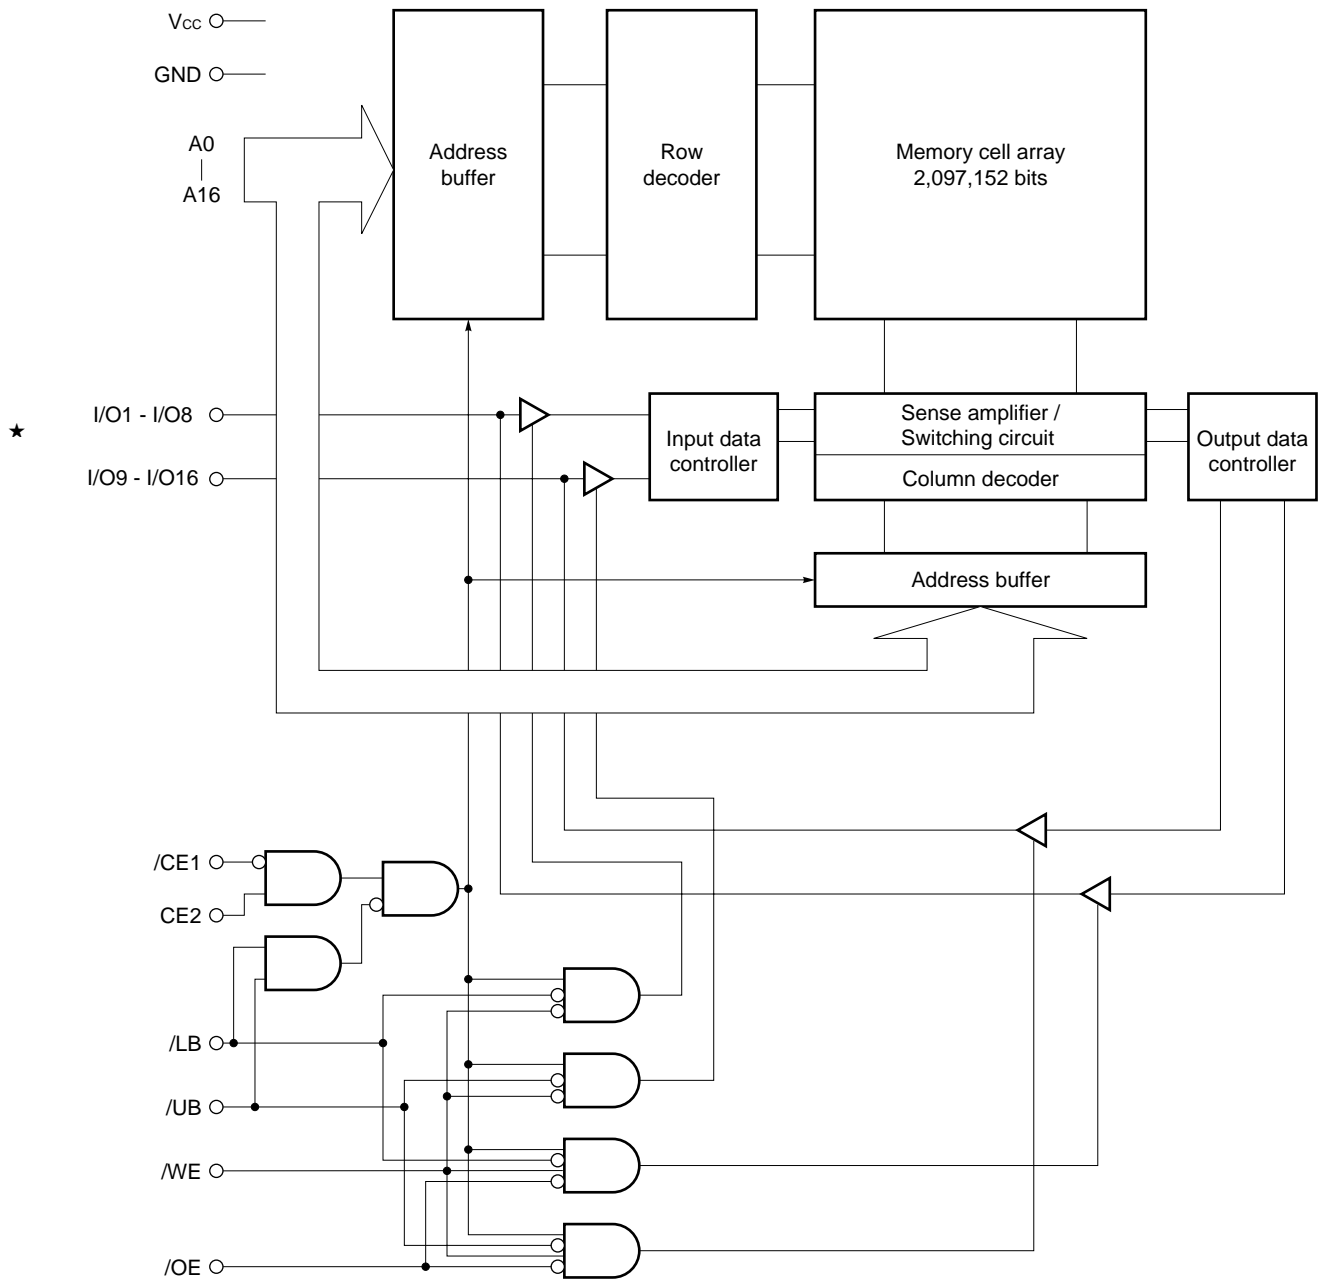 VCC
GND
A0
A16
Address
buffer
Row
decoder
Memory cell array
2,097,152 bits
★
I/O1 - I/O8
I/O9 - I/O16
Input data
controller
Sense amplifier /
Switching circuit
Column decoder
Output data
controller
Address buffer
/CE1
CE2
/LB
/UB
/WE
/OE